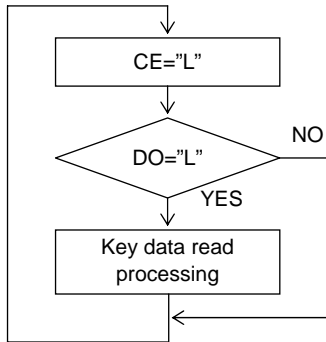 CE=”L”
DO=”L”
NO
YES
Key data read
processing